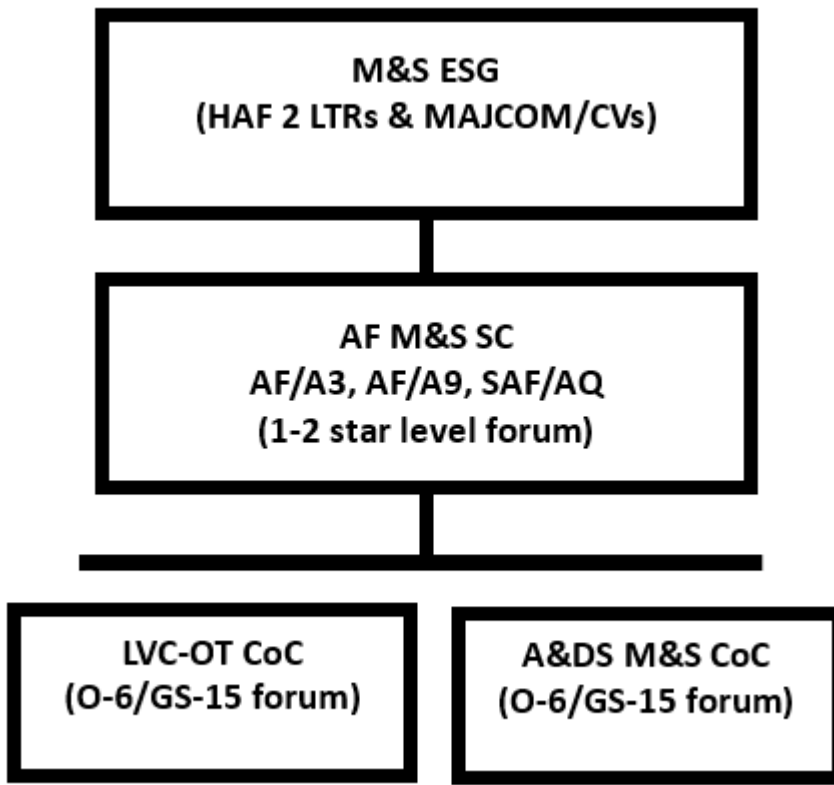 M&S ESG
(HAF 2 LTRs & MAJCOM/CVs)
AF M&S SC
AF/A3, AF/A9, SAF/AQ
(1-2 star level forum)
LVC-OT CoC
(O-6/GS-15 forum)
A&DS M&S CoC
(O-6/GS-15 forum)